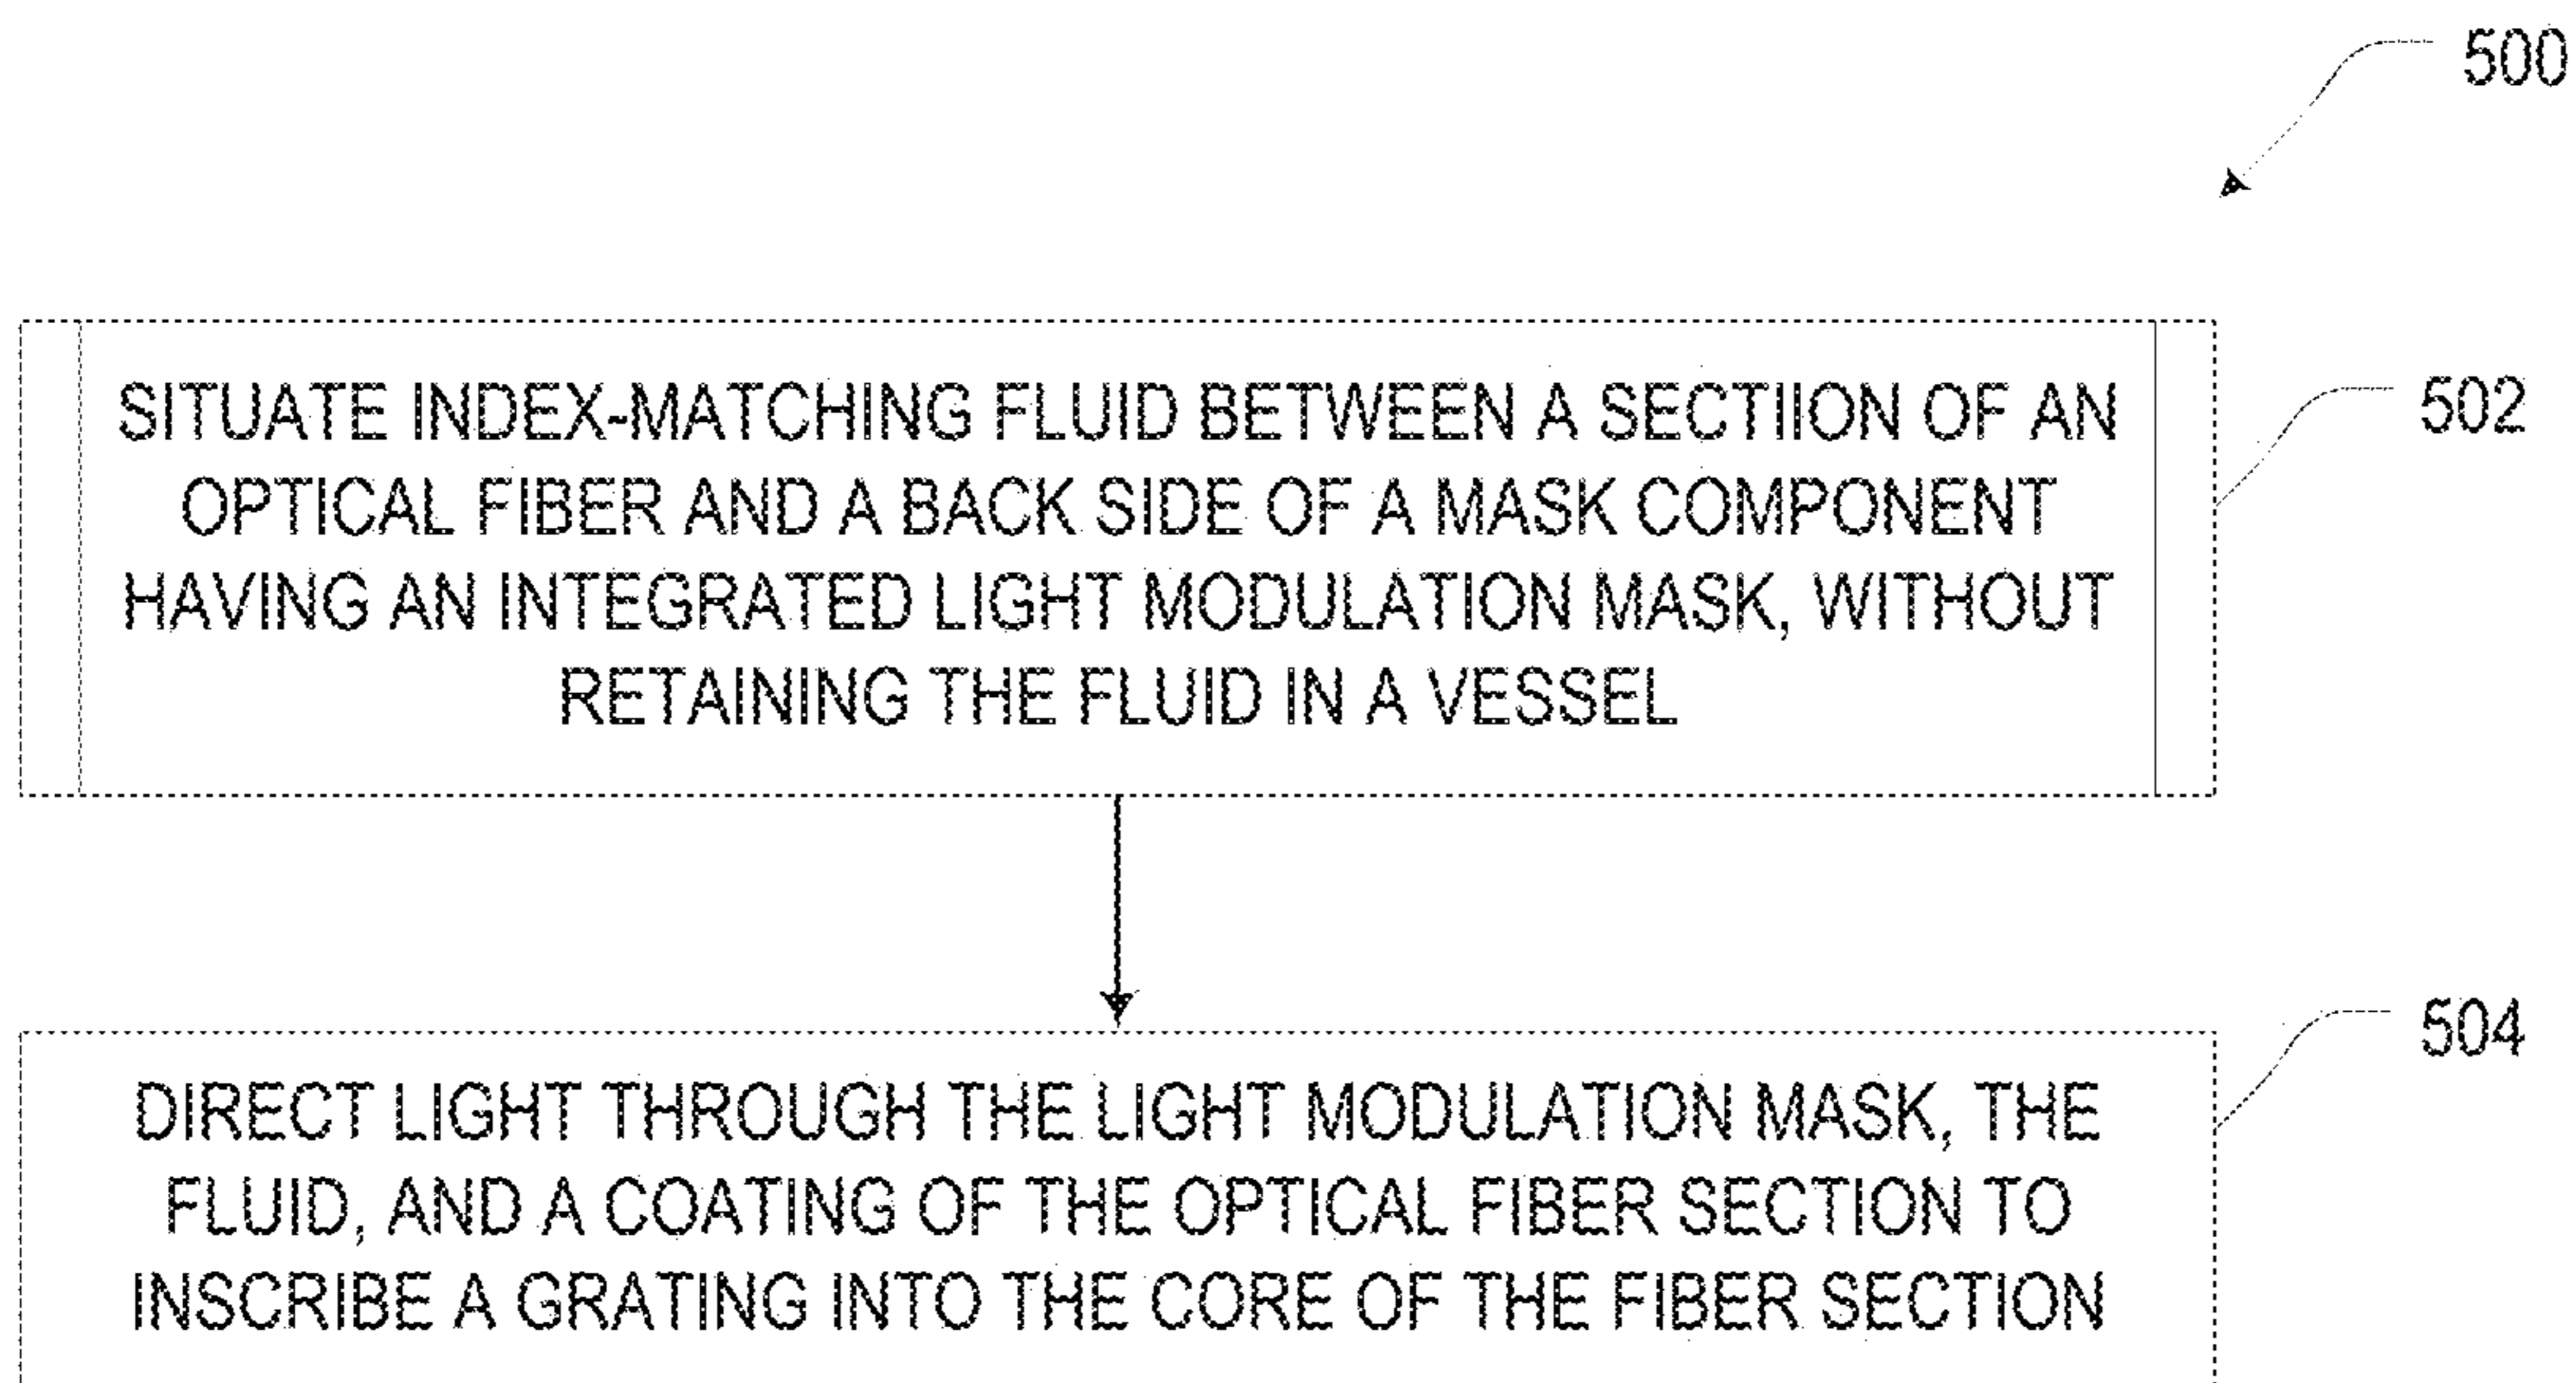 500
SITUATE INDEX-MATCHING FLUID BETWEEN A SECTIION OF AN
502
OPTICAL FIBER AND A BACK SIDE OF A MASK COMPONENT
HAVING AN INTEGRATED LIGHT MODULATION MASK, WITHOUT
RETAINING THE FLUID IN A VESSEL
504
DIRECT LIGHT THROUGH THE LIGHT MODULATION MASK, THE
FLUID, AND A COATING OF THE OPTICAL FIBER SECTION TO
INSCRIBE A GRATING INTO THE CORE OF THE FIBER SECTION